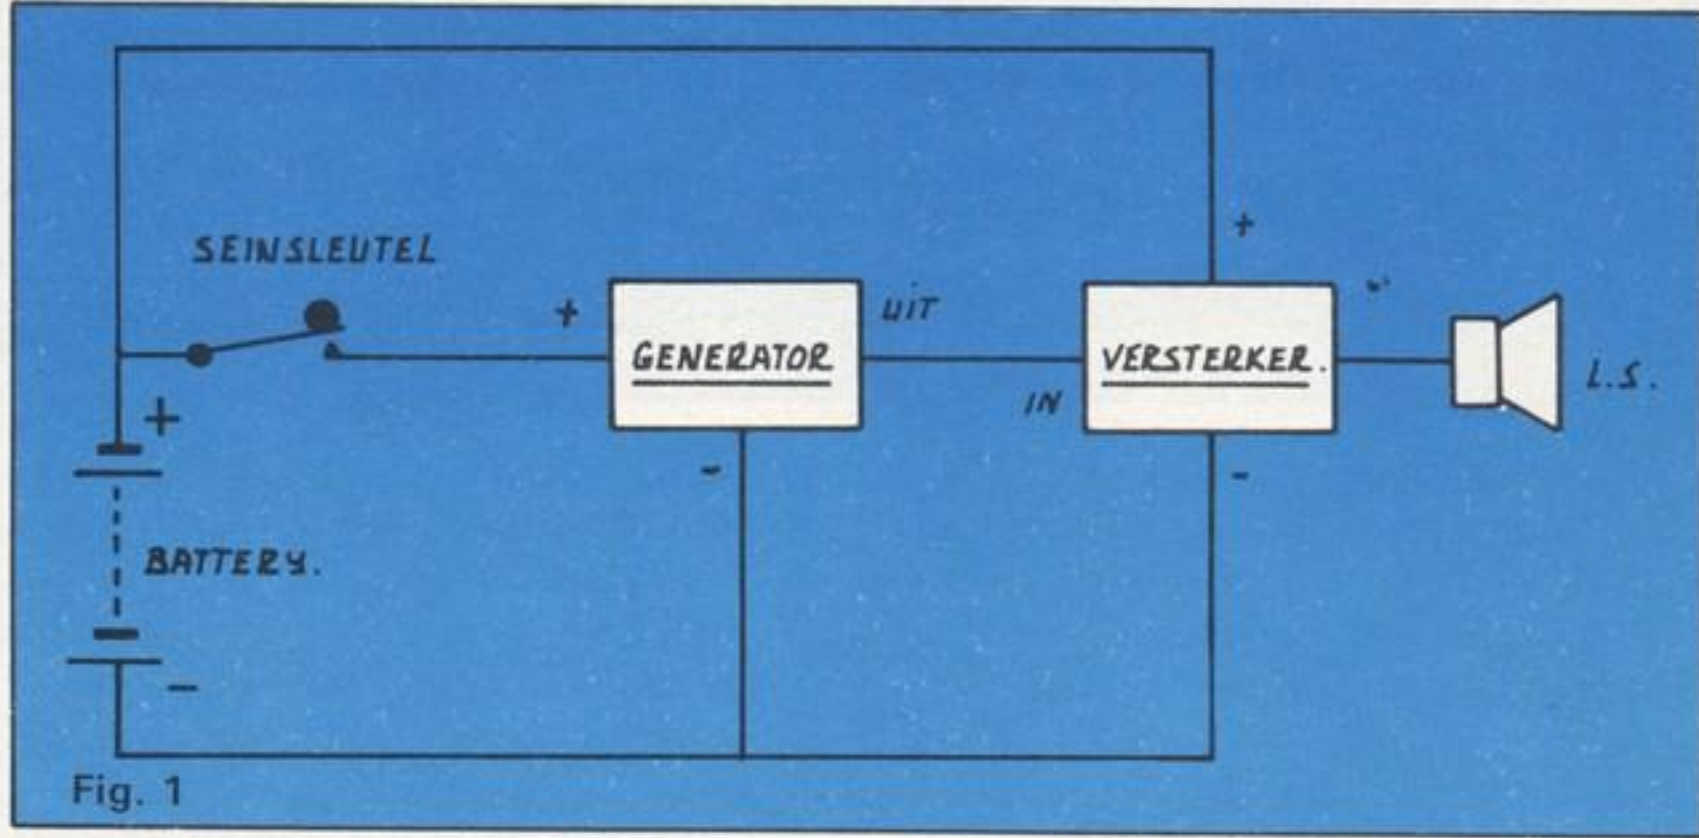 SEINSLEUTEL
+
+
GENERATOR
UIT
IN
VERSTERKER.
L.S.
+
-
-
BATTERY.
-
Fig. 1